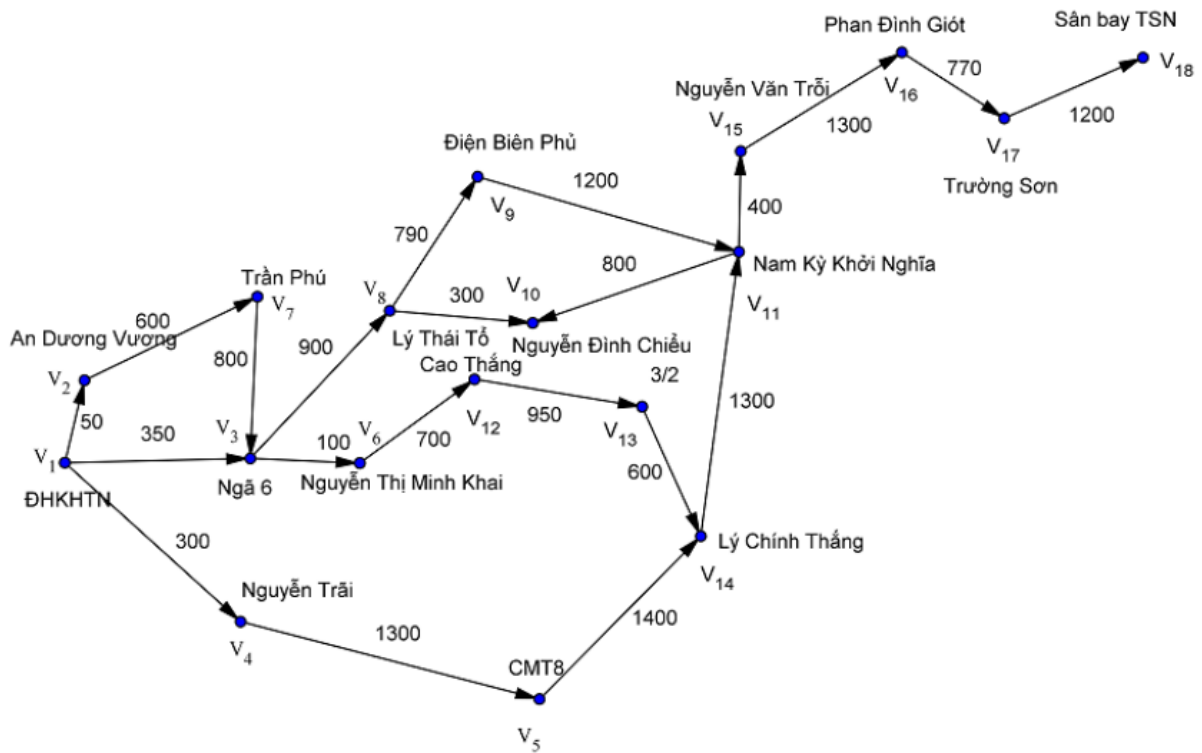 Sân bay TSN
Phan Đình Giót
V18
770
V16
Nguyễn Văn Trỗi
1200
V15
1300
V17
Điện Biên Phủ
Trường Sơn
1200
V9
400
790
800
Nam Kỳ Khởi Nghĩa
Trần Phú
V10
V8
V7
300
V11
600
An Dương Vương
Lý Thái Tổ
Nguyễn Đình Chiểu
900
800
Cao Thắng
3/2
V2
V12
950
V13
50
350
V3
100
V6
700
1300
V1
600
Ngã 6
Nguyễn Thị Minh Khai
ĐHKHTN
300
Lý Chính Thắng
V14
Nguyễn Trãi
1400
1300
V4
CMT8
V5